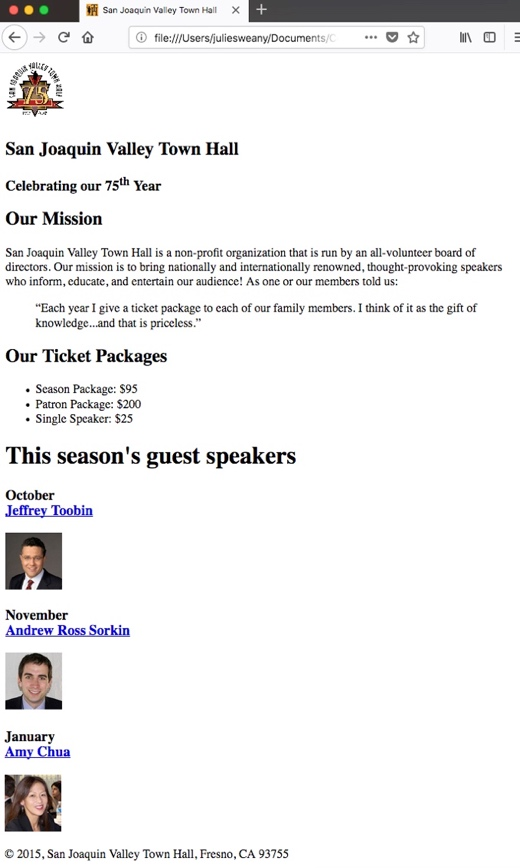 San Joaquin Valley Town Hall
file:///Users/juliesweany/Documents/C
SAN JOAQUIN VALLEY TOWN HALL
75
San Joaquin Valley Town Hall
Celebrating our 75th Year
Our Mission
San Joaquin Valley Town Hall is a non-profit organization that is run by an all-volunteer board of
directors. Our mission is to bring nationally and internationally renowned, thought-provoking speakers
who inform, educate, and entertain our audience! As one or our members told us:
“Each year I give a ticket package to each of our family members. I think of it as the gift of
knowledge...and that is priceless.”
Our Ticket Packages
• Season Package: $95
• Patron Package: $200
• Single Speaker: $25
This season's guest speakers
October
Jeffrey Toobin
November
Andrew Ross Sorkin
January
Amy Chua
© 2015, San Joaquin Valley Town Hall, Fresno, CA 93755